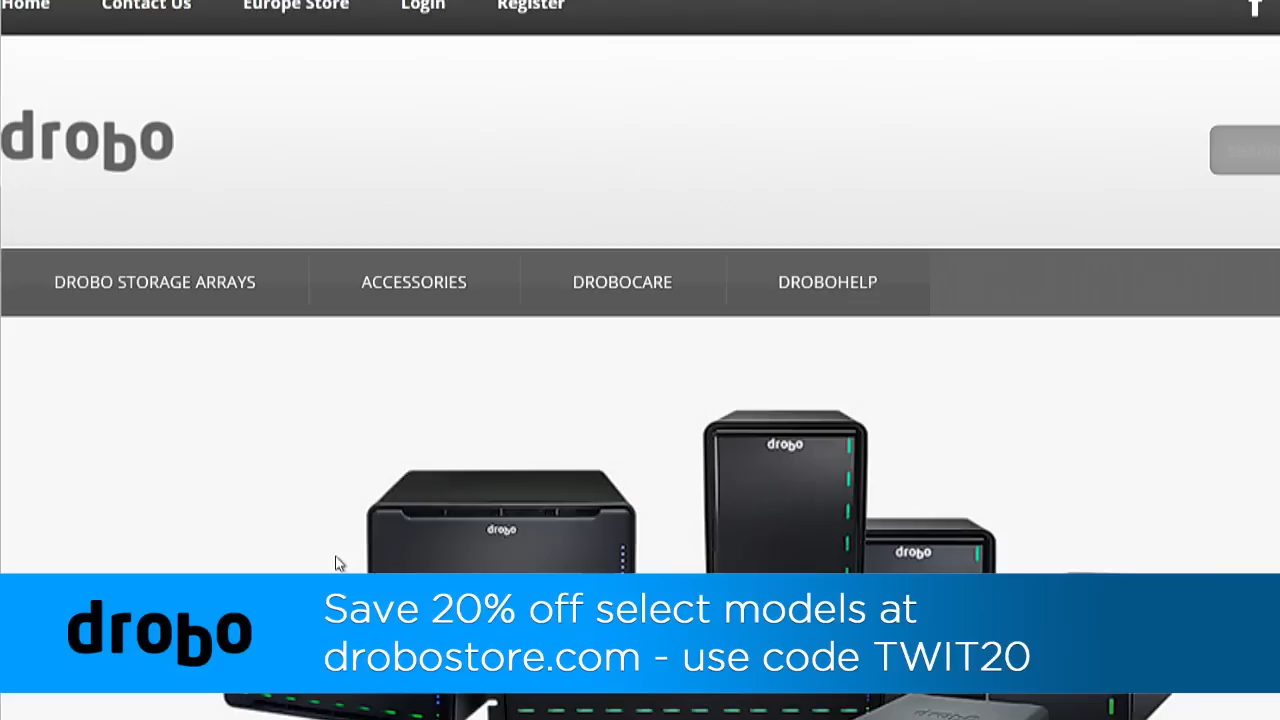 Home Contact Us Europe Store Login Register
drobo
DROBO STORAGE ARRAYS ACCESSORIES DROBOCARE DROBOHELP
drobo
drobo
drobo
drobo
Save 20% off select models at
drobostore.com - use code TWIT20